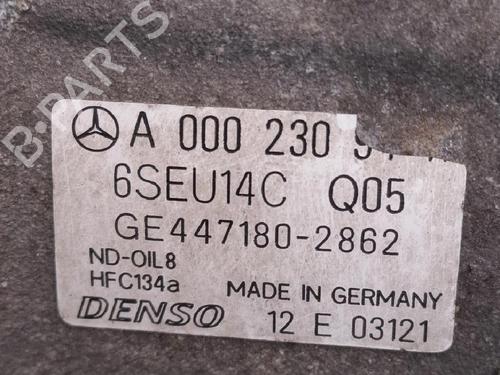 B-PARTS
A 000 230
6SEU14C Q05
GE447180-2862
ND-OIL8
HFC134a
MADE IN GERMANY
DENSO
12 E 03121